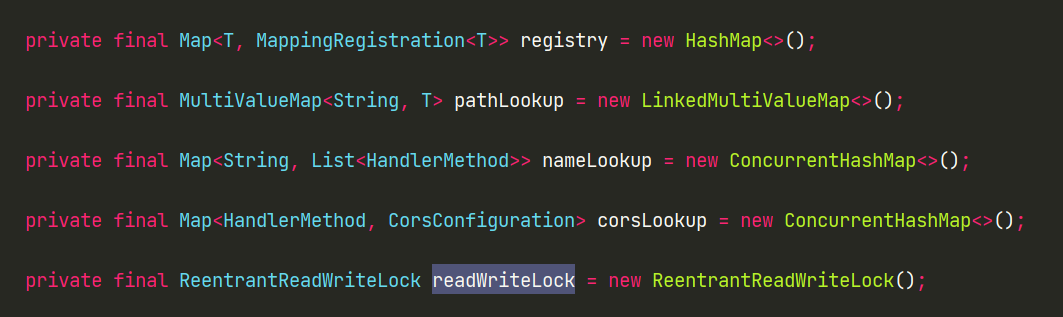 private final Map<T, MappingRegistration<T>> registry = new HashMap<>();
private final MultiValueMap<String, T> pathLookup = new LinkedMultiValueMap<>();
private final Map<String, List<HandlerMethod>> nameLookup = new ConcurrentHashMap<>();
private final Map<HandlerMethod, CorsConfiguration> corsLookup = new ConcurrentHashMap<>();
private final ReentrantReadWriteLock readWriteLock = new ReentrantReadWriteLock();